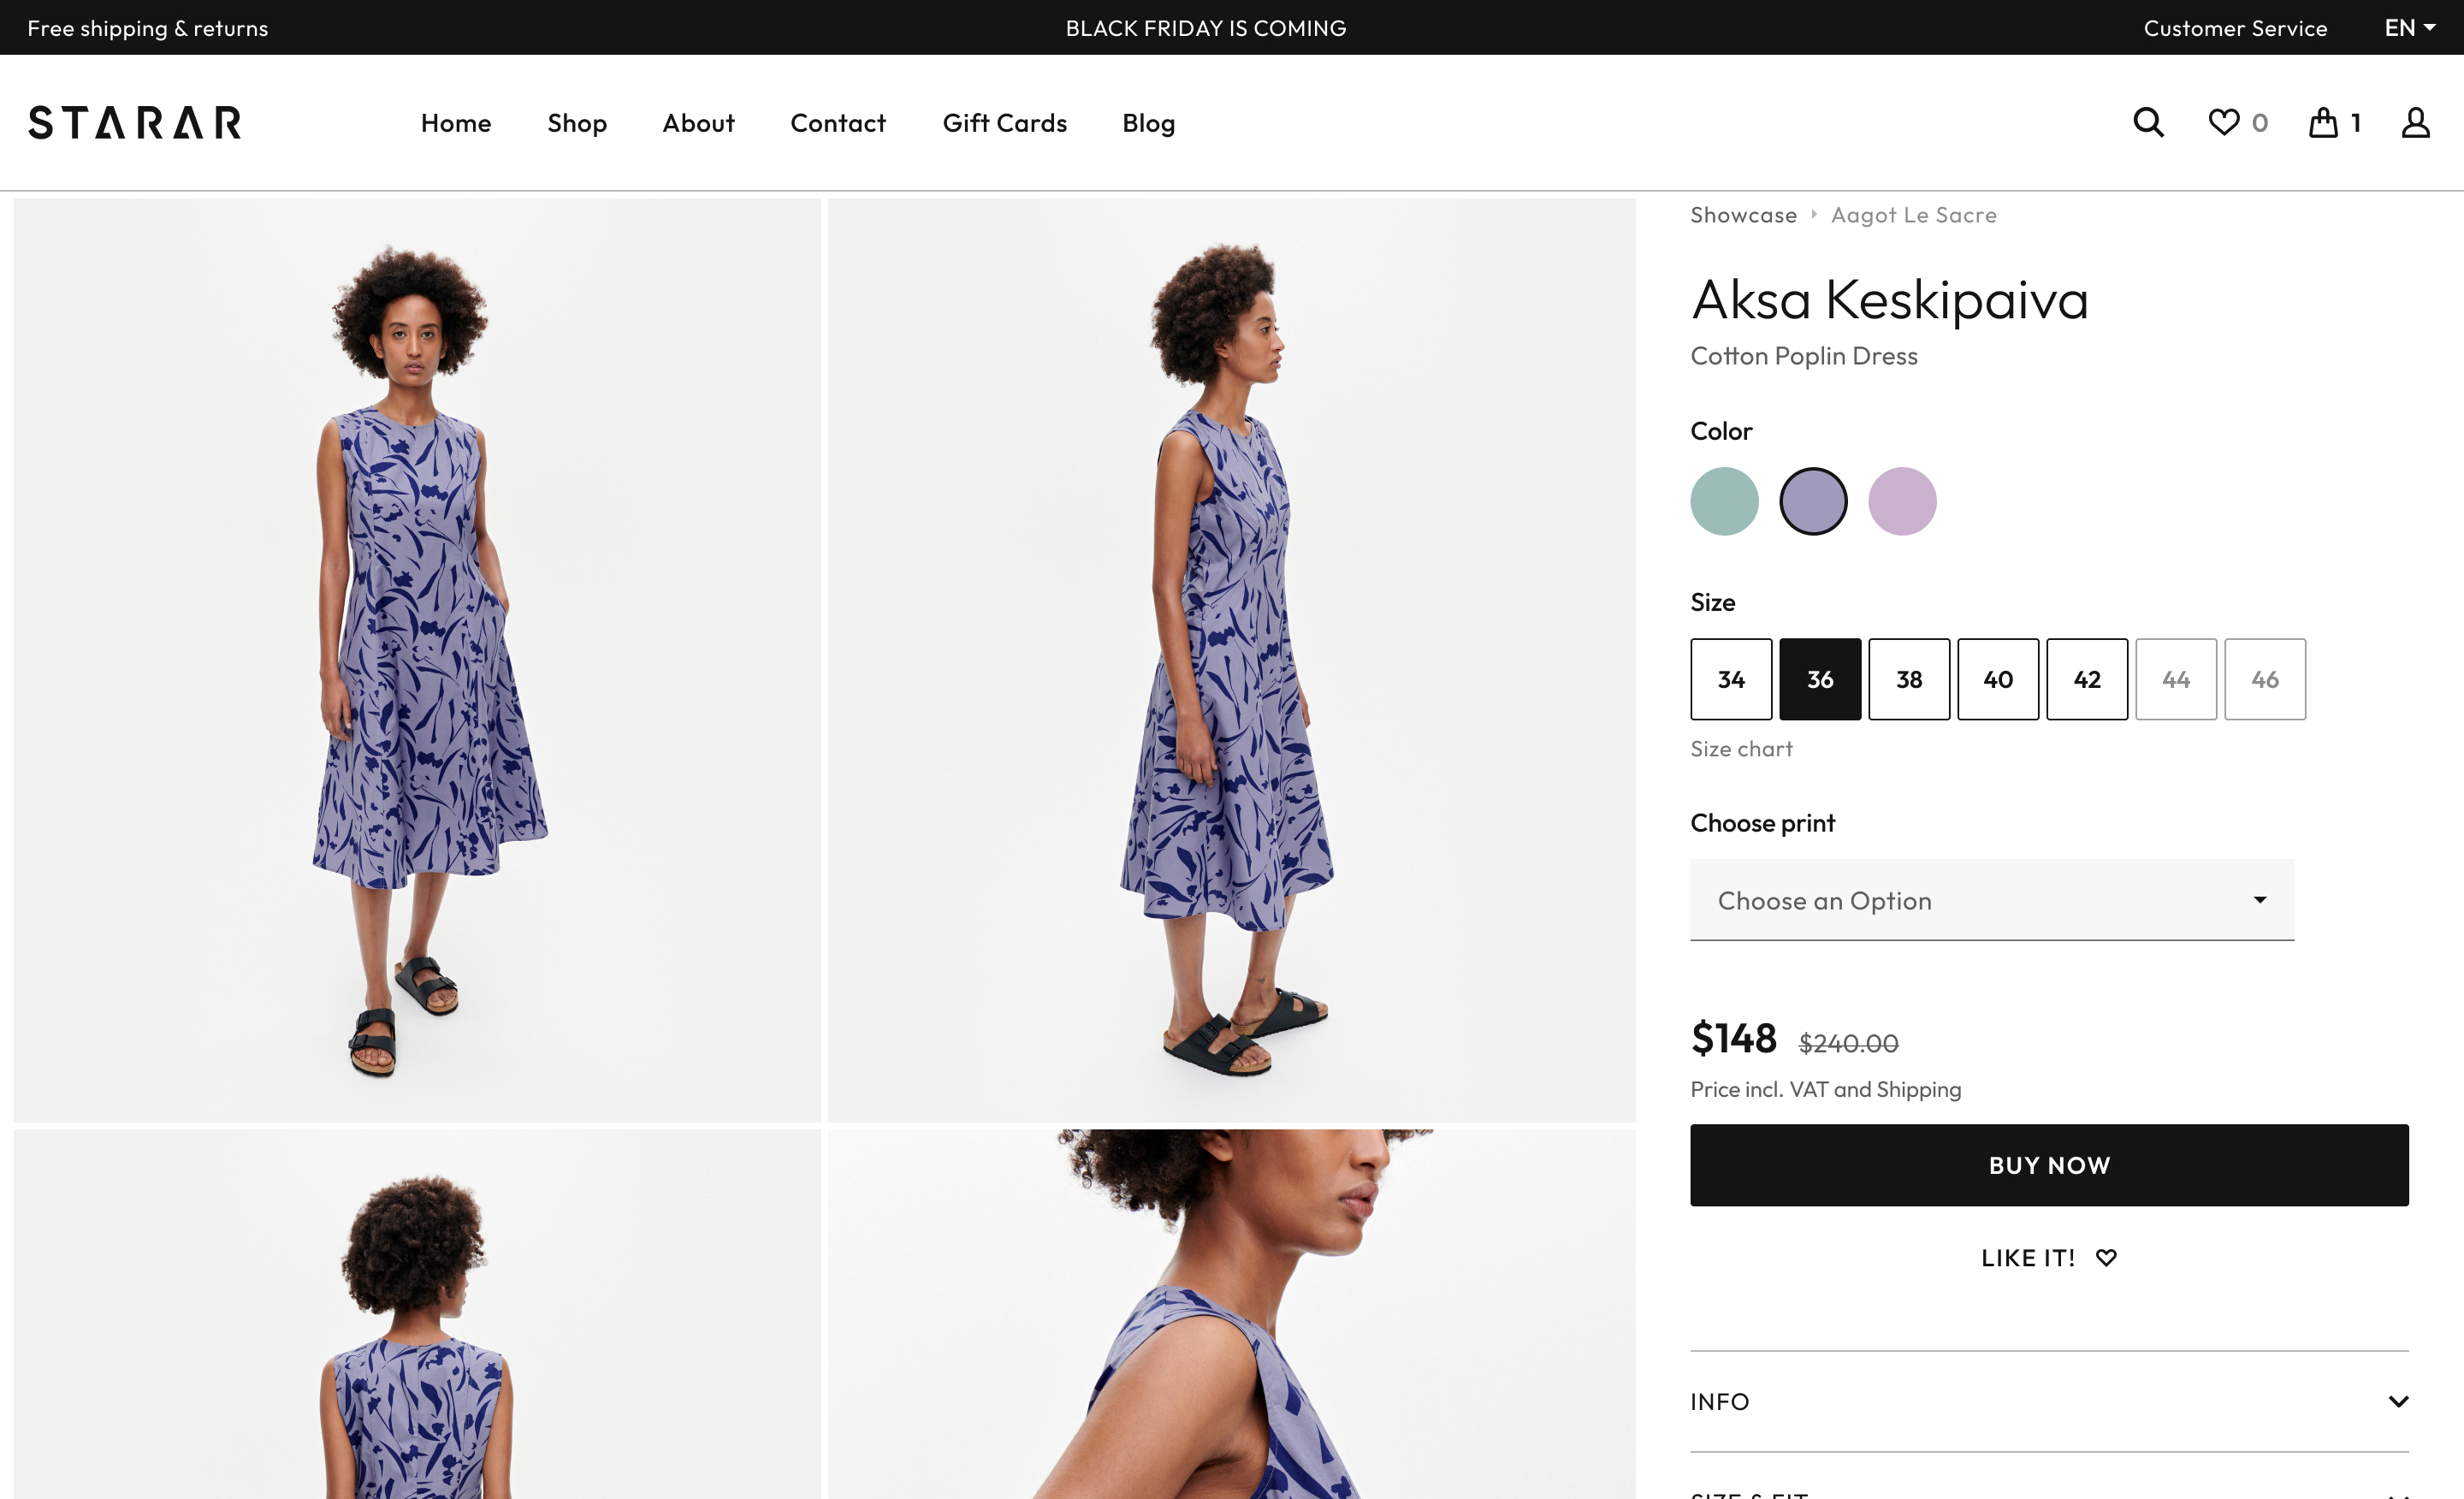 Free shipping & returns
BLACK FRIDAY IS COMING
Customer Service
EN
STARAR
Home
Shop
About
Contact
Gift Cards
Blog
0
1
Showcase
Aagot Le Sacre
Aksa Keskipaiva
Cotton Poplin Dress
Color
Size
34
36
38
40
42
44
46
Size chart
Choose print
Choose an Option
$148 $240.00
Price incl. VAT and Shipping
BUY NOW
LIKE IT!
INFO
SIZE & FIT